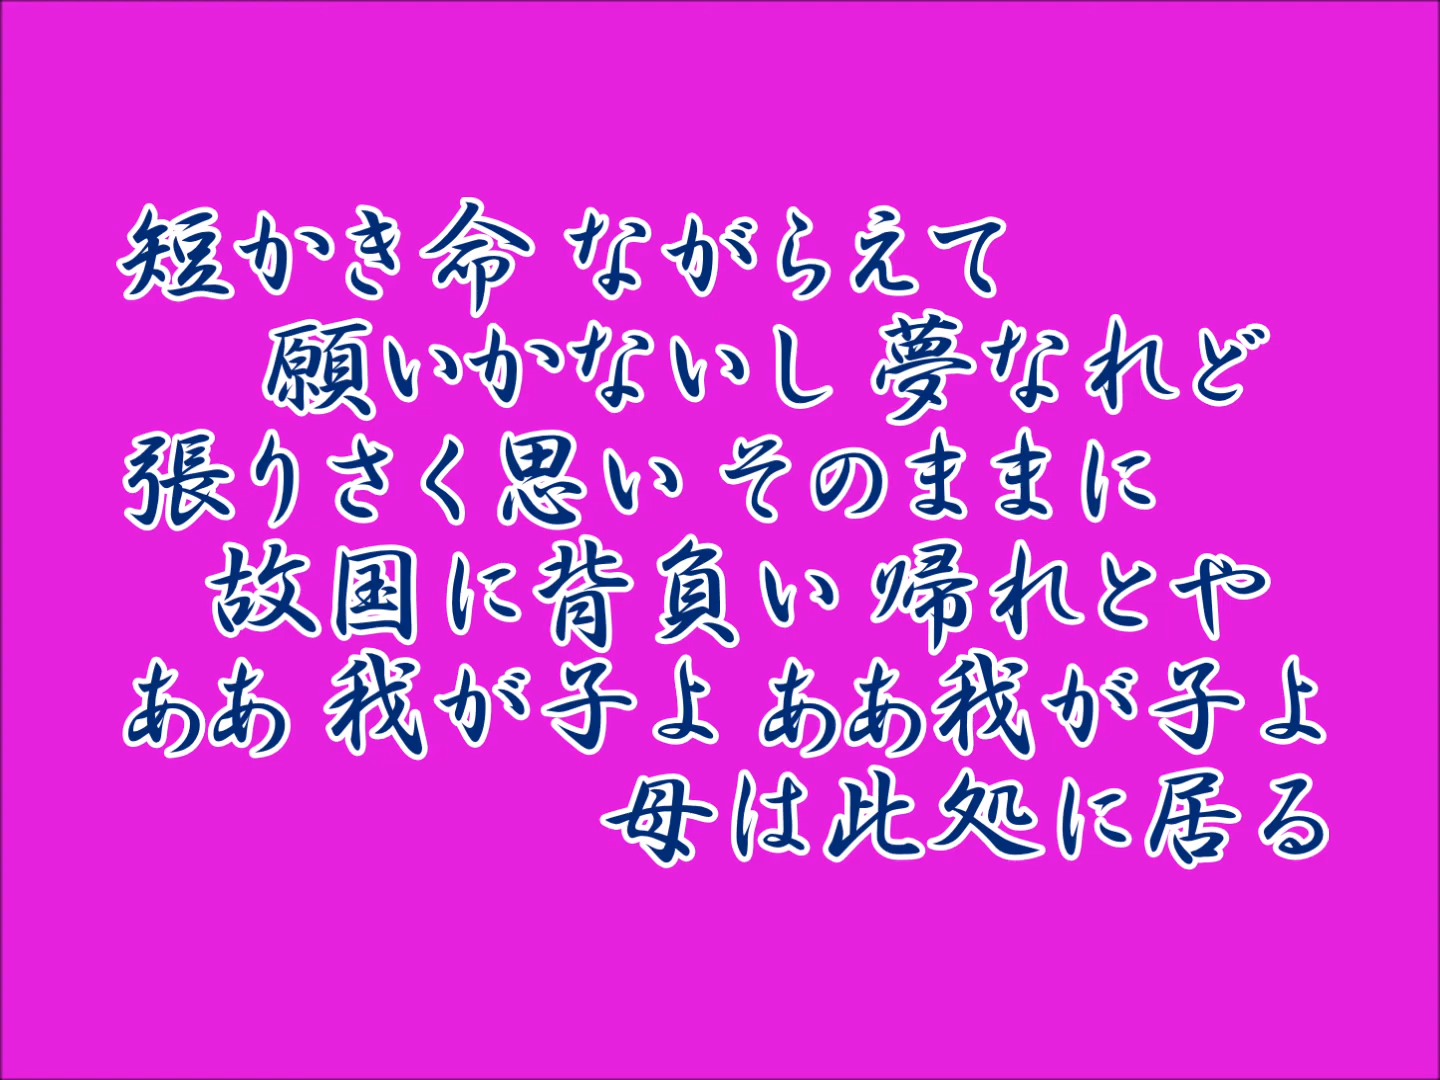 短かき命 ながらえて
願いかないし 夢なれど
張りさく思い そのままに
故国に背負い 帰れとや
ああ 我が子よ ああ我が子よ
母は此処に居る